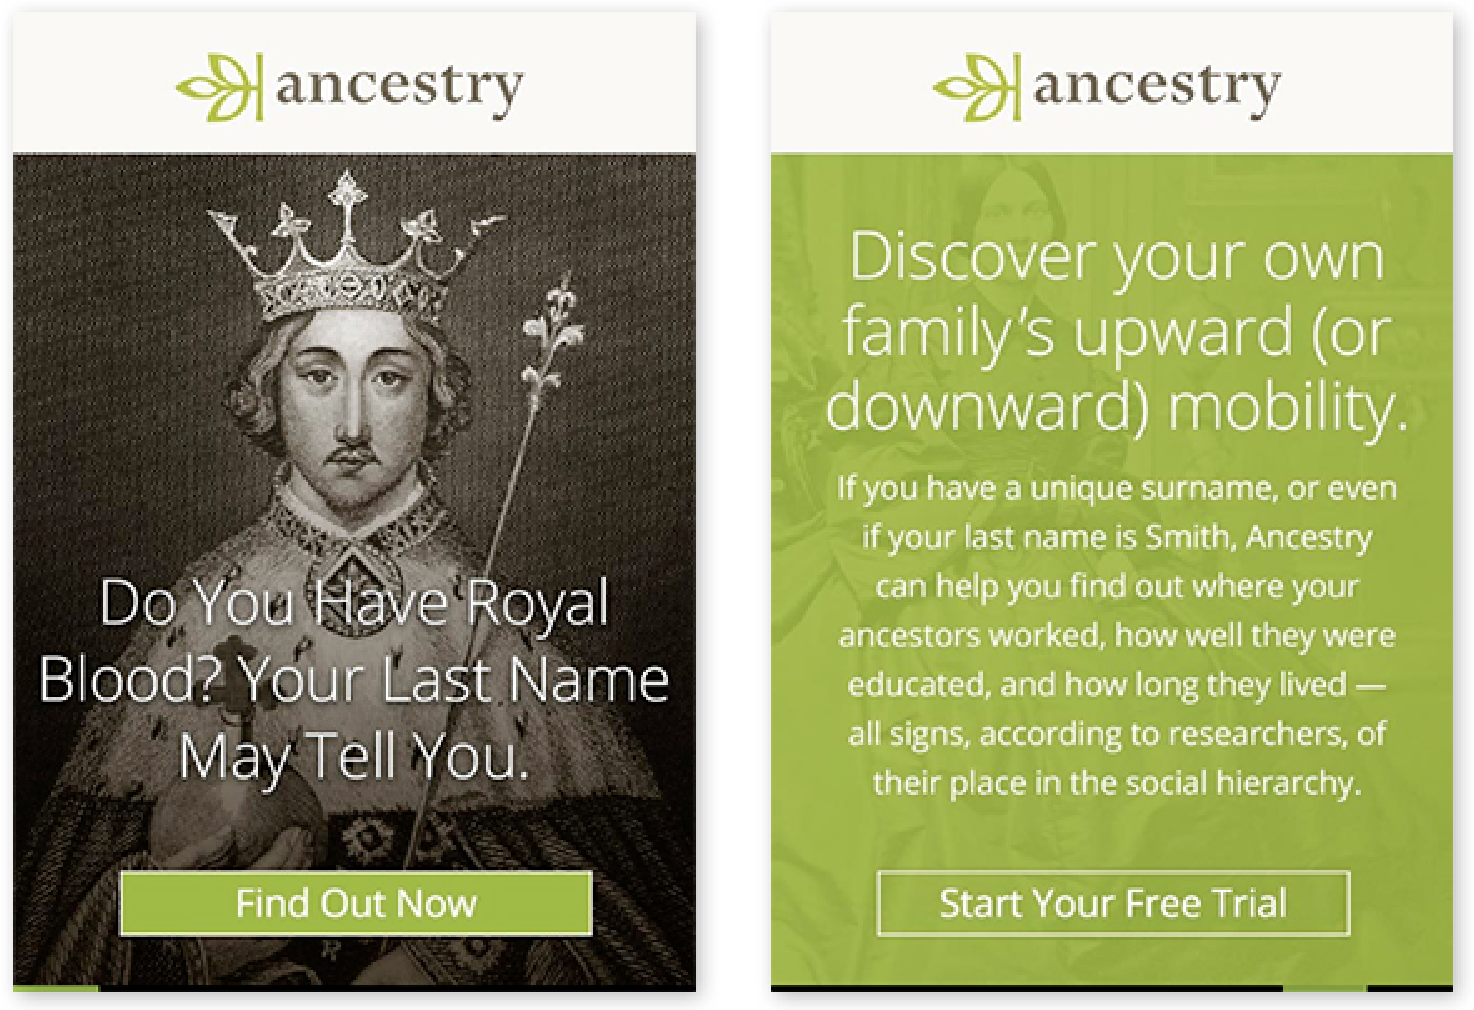 ancestry
Do You Have Royal
Blood? Your Last Name
May Tell You.
Find Out Now
ancestry
Discover your own
family's upward (or
downward) mobility.
If you have a unique surname, or even
if your last name is Smith, Ancestry
can help you find out where your
ancestors worked, how well they were
educated, and how long they lived —
all signs, according to researchers, of
their place in the social hierarchy.
Start Your Free Trial